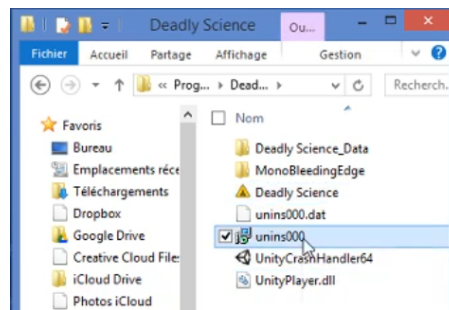 Deadly Science
Ou...
Fichier Accueil Partage Affichage Gestion
« Prog... Dead... Recherch
Favoris
Bureau
Emplacements réce
Téléchargements
Dropbox
Google Drive
Creative Cloud File
iCloud Drive
Photos iCloud
Nom
Deadly Science_Data
MonoBleedingEdge
Deadly Science
unins000.dat
unins000
UnityCrashHandler64
UnityPlayer.dll